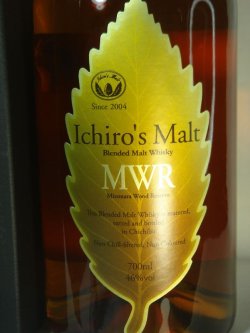 Ichiro's Malt
Since 2004
Ichiro's Malt
Blended Malt Whisky
MWR
Mizunara Wood Reserve
This Blended Malt Whisky is matured,
vatted and bottled
in Chichibu
Non Chill-filtered, Non Coloured
700ml
46%vol